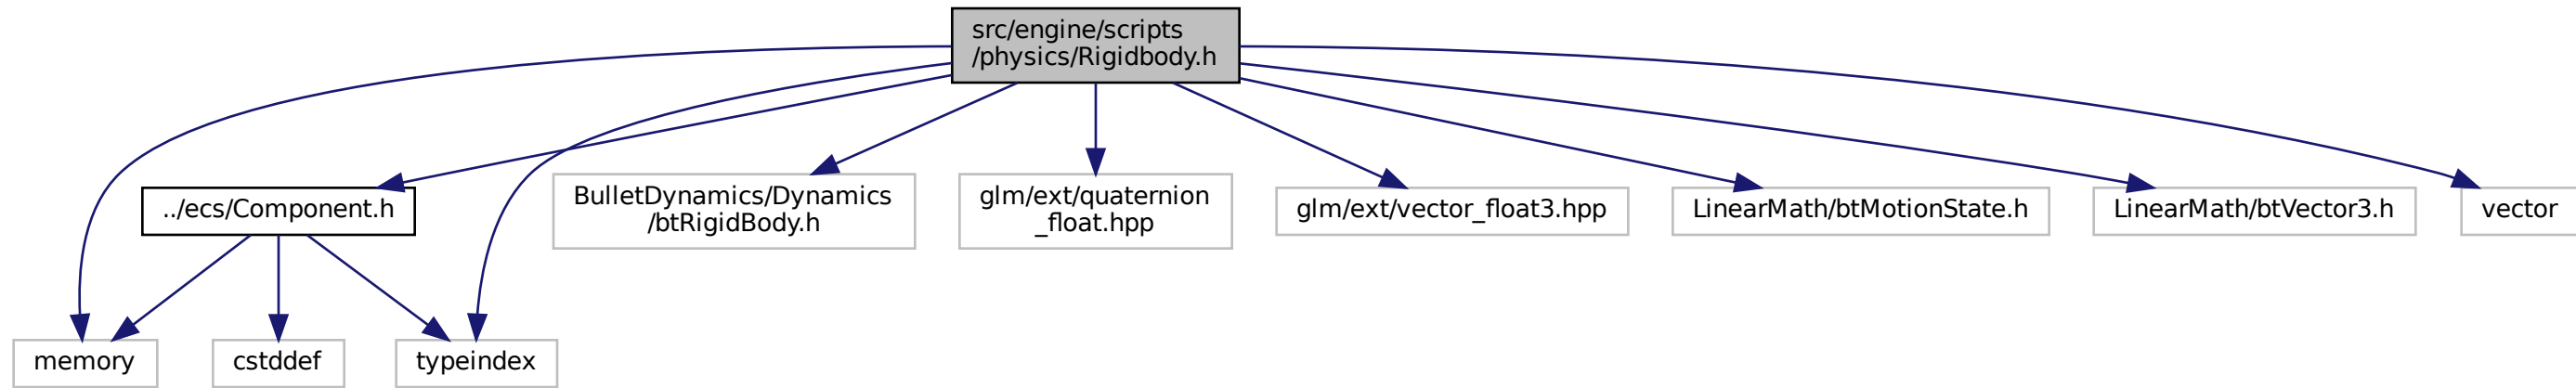 src/engine/scripts
/physics/Rigidbody.h
../ecs/Component.h
BulletDynamics/Dynamics
/btRigidBody.h
glm/ext/quaternion
_float.hpp
glm/ext/vector_float3.hpp
LinearMath/btMotionState.h
LinearMath/btVector3.h
vector
memory
cstddef
typeindex